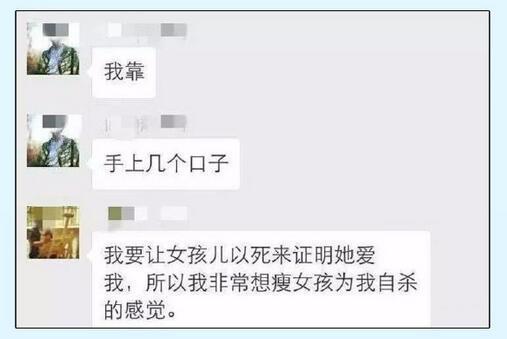 我靠
手上几个口子
我要让女孩儿以死来证明她爱
我，所以我非常想瘦女孩为我自杀
的感觉。